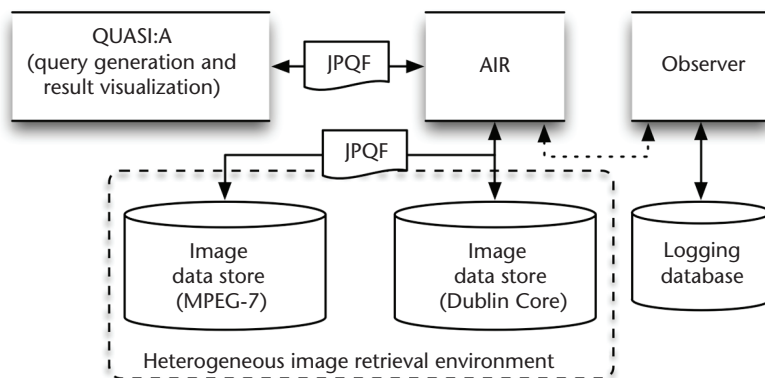 QUASI:A
(query generation and
result visualization)
JPQF
AIR
Observer
JPQF
Image
data store
(MPEG-7)
Image
data store
(Dublin Core)
Logging
database
Heterogeneous image retrieval environment